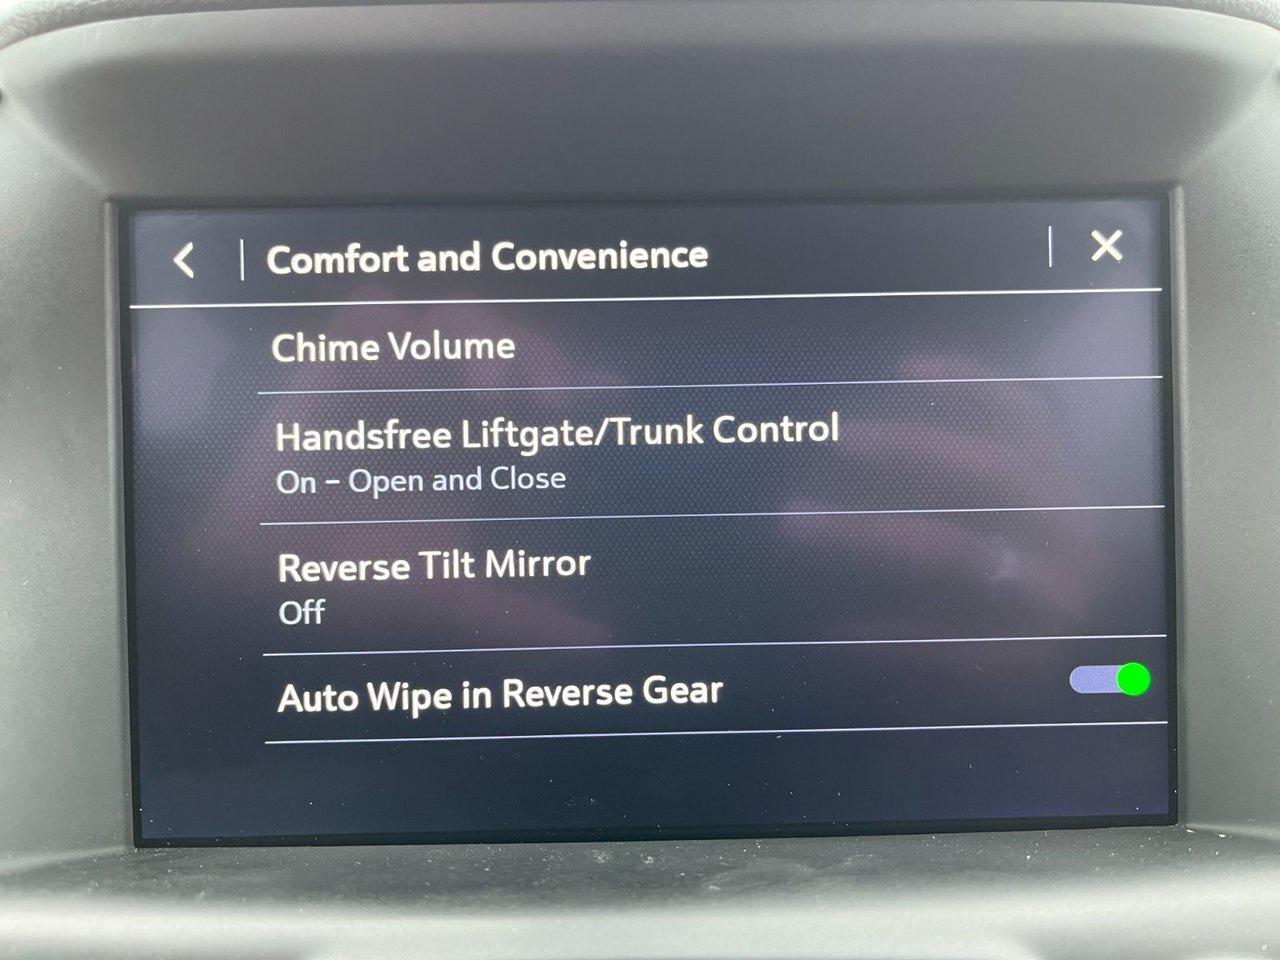 Comfort and Convenience
Chime Volume
Handsfree Liftgate/Trunk Control
On – Open and Close
Reverse Tilt Mirror
Off
Auto Wipe in Reverse Gear